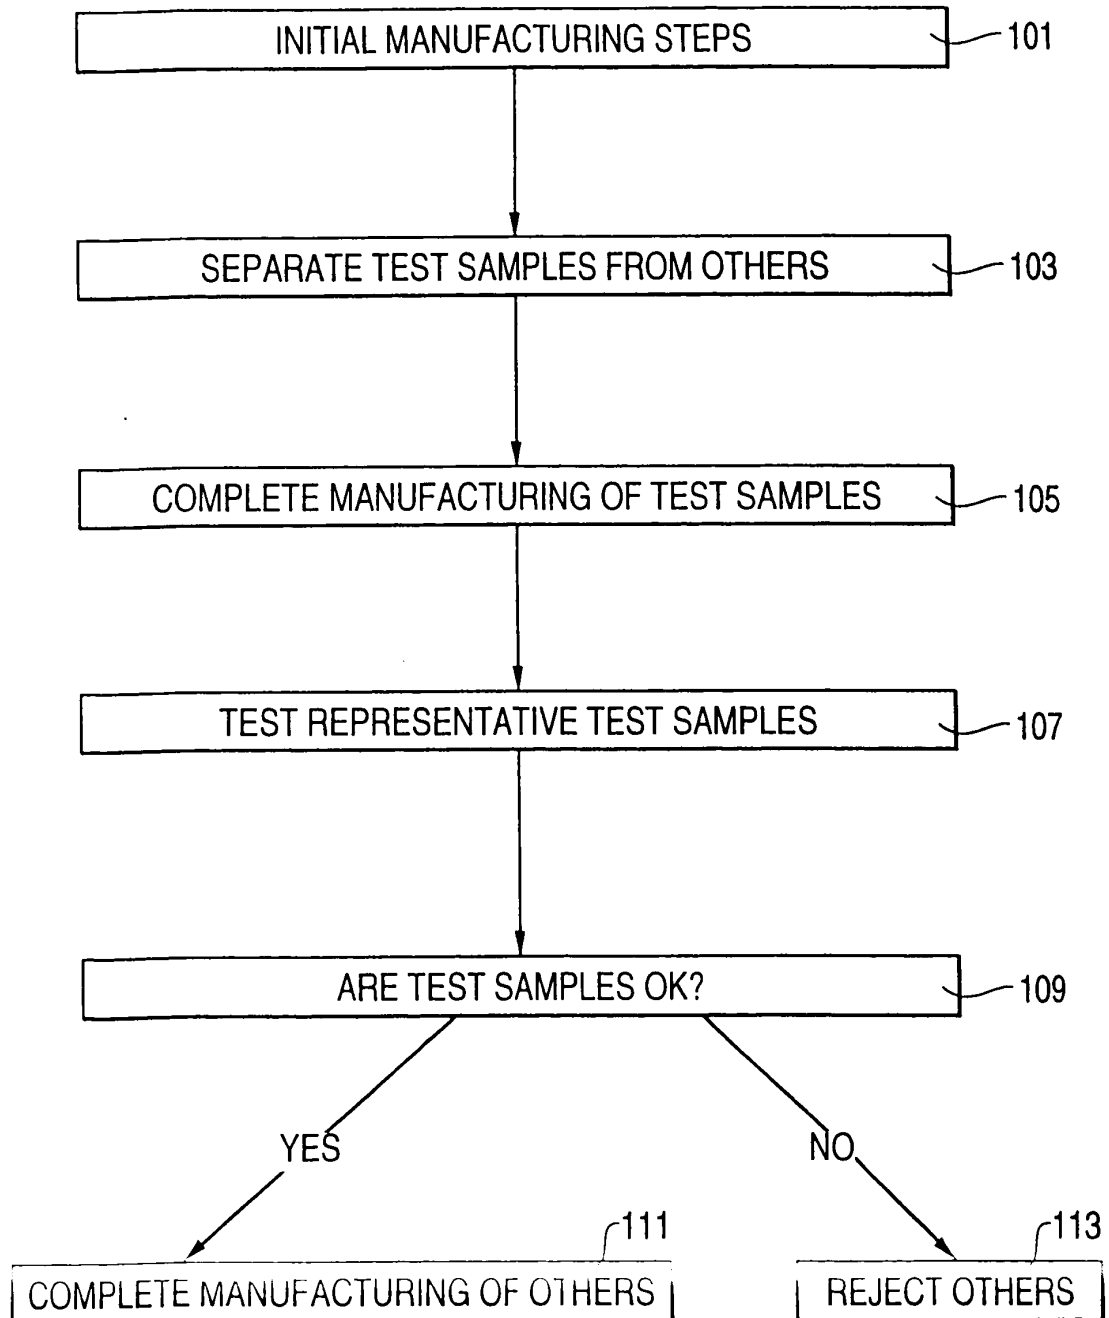 INITIAL MANUFACTURING STEPS 101
SEPARATE TEST SAMPLES FROM OTHERS 103
COMPLETE MANUFACTURING OF TEST SAMPLES 105
TEST REPRESENTATIVE TEST SAMPLES 107
ARE TEST SAMPLES OK? 109
YES NO
111 113
COMPLETE MANUFACTURING OF OTHERS REJECT OTHERS